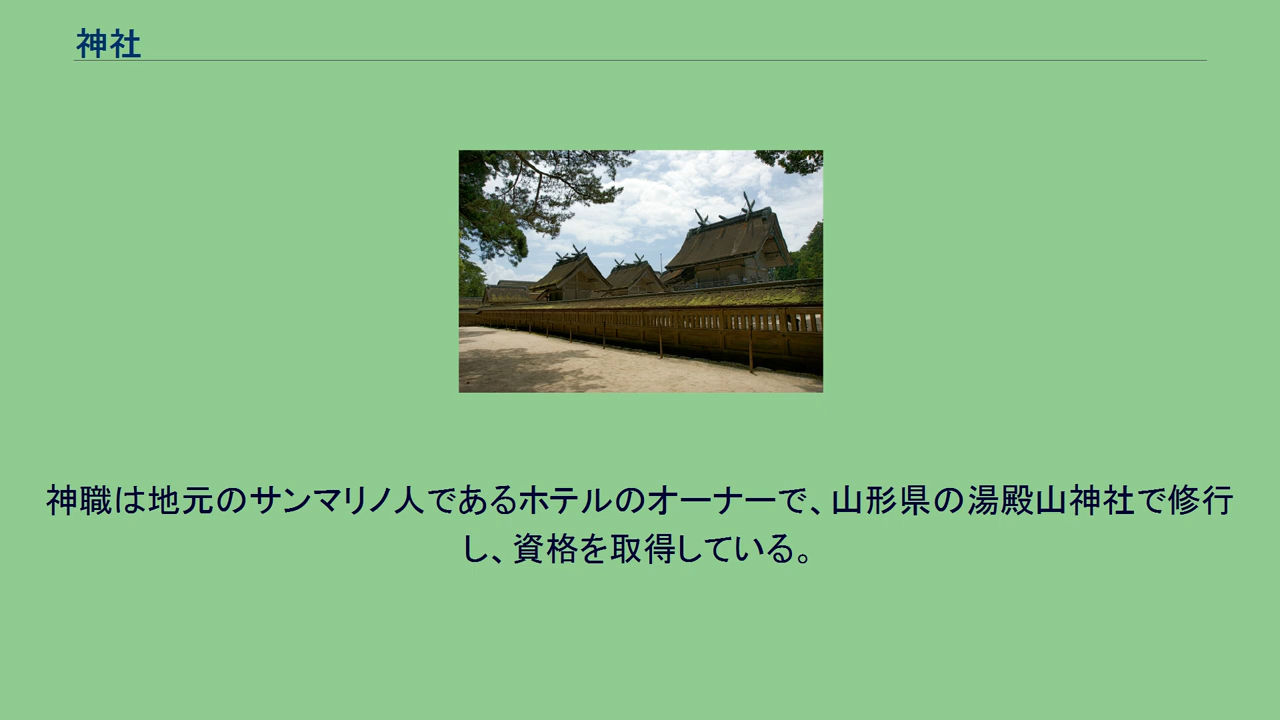 神社
神職は地元のサンマリノ人であるホテルのオーナーで、山形県の湯殿山神社で修行
し、資格を取得している。